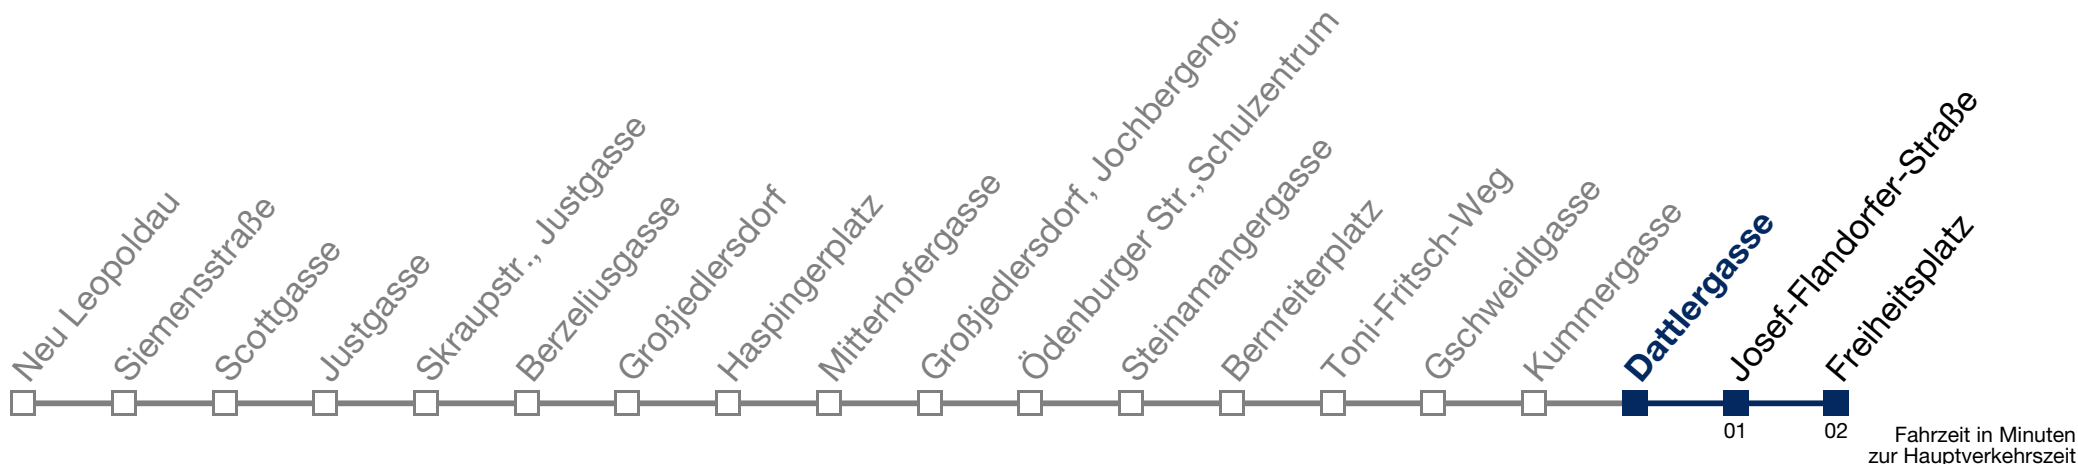 Neu Leopoldau
Siemensstraße
Scottgasse
Justgasse
Skraupstr., Justgasse
Berzeliusgasse
Großjedlersdorf
Haspingerplatz
Mitterhofergasse
Großjedlersdorf, Jochbergeng.
Ödenburger Str.,Schulzentrum
Steinamangergasse
Bernreiterplatz
Toni-Fritsch-Weg
Gschweidlgasse
Kummergasse
Dattlergasse
Josef-Flandorfer-Straße
Freiheitsplatz
01
02
Fahrzeit in Minuten
zur Hauptverkehrszeit